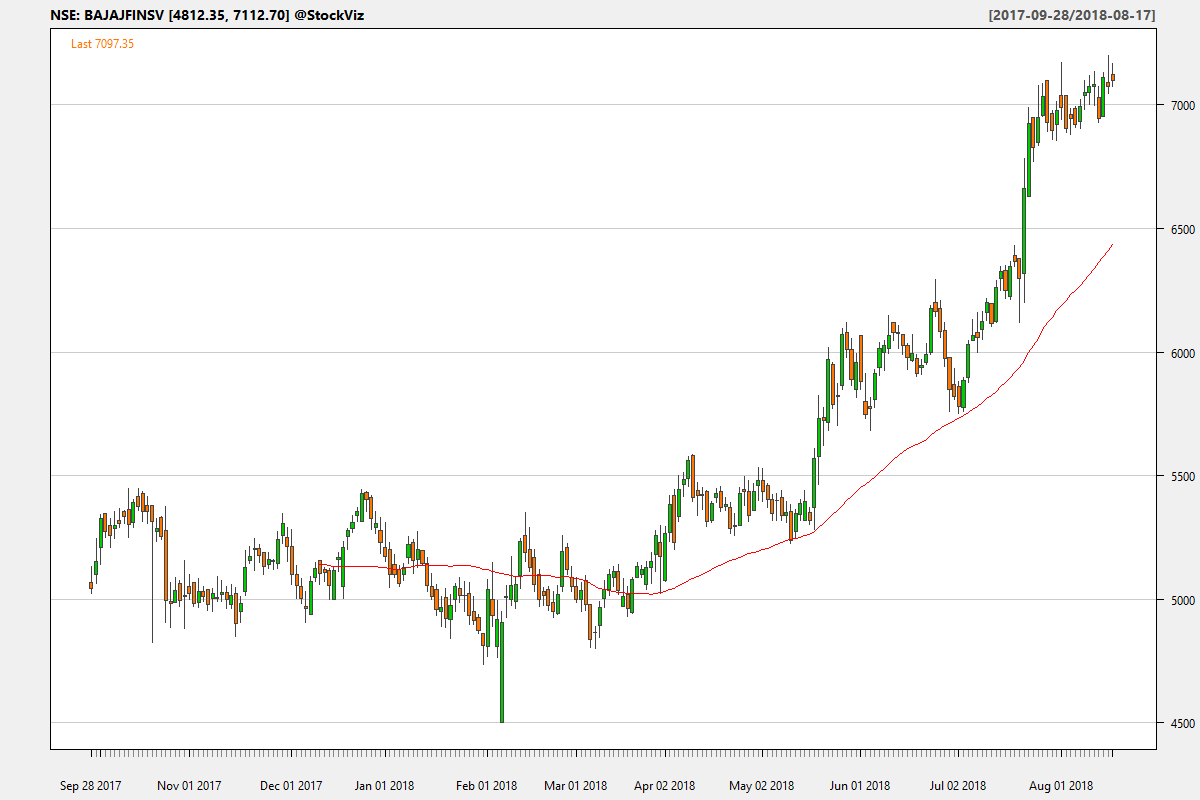 NSE: BAJAJFINSV [4812.35, 7112.70] @StockViz
[2017-09-28/2018-08-17]
Last 7097.35
7000
6500
6000
5500
5000
4500
Sep 28 2017
Nov 01 2017
Dec 01 2017
Jan 01 2018
Feb 01 2018
Mar 01 2018
Apr 02 2018
May 02 2018
Jun 01 2018
Jul 02 2018
Aug 01 2018